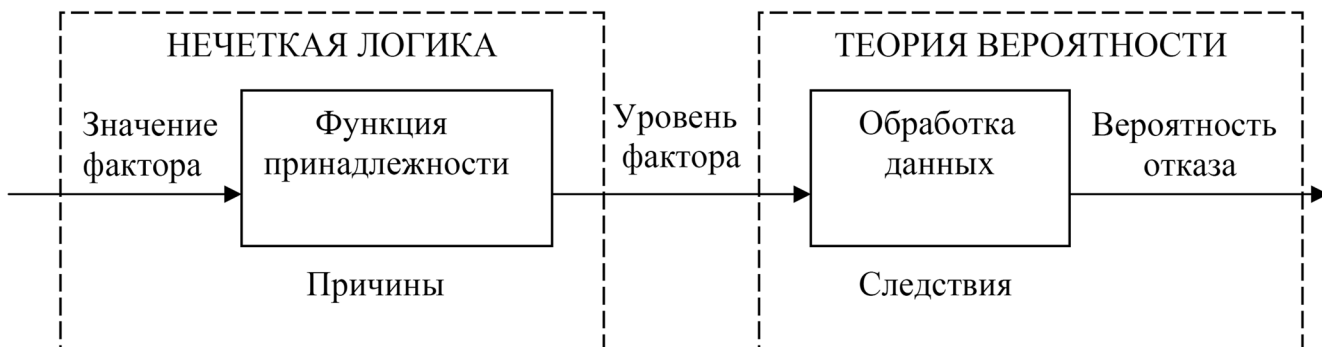 НЕЧЕТКАЯ ЛОГИКА
Значение
фактора
Функция
принадлежности
Причины
Уровень
фактора
ТЕОРИЯ ВЕРОЯТНОСТИ
Обработка
данных
Следствия
Вероятность
отказа